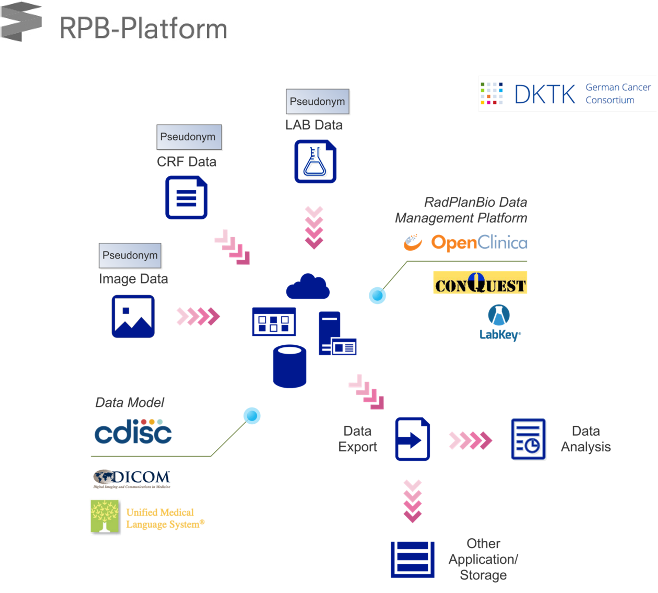 RPB-Platform
DKTK
German Cancer
Consortium
Pseudonym
LAB Data
Pseudonym
CRF Data
Pseudonym
Image Data
RadPlanBio Data
Management Platform
OpenClinica
CONQUEST
LabKey
Data Model
cdisc
DICOM
Digital Imaging and Communications in Medicine
Unified Medical
Language System®
Data
Export
Data
Analysis
Other
Application/
Storage